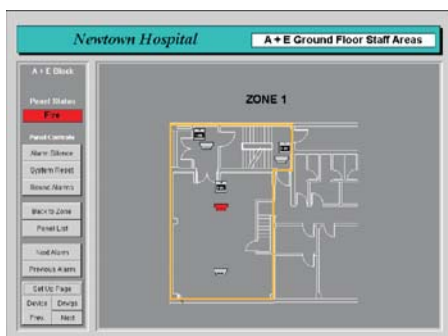 Newtown Hospital
A + E Ground Floor Staff Areas
A + E Block
Panel Status
Fire
Panel Controls
Alarm Silence
System Reset
Sound Alarms
Back to Zone
Panel List
Next Alarm
Previous Alarm
Set Up Page
Device
Prev.
Next
ZONE 1